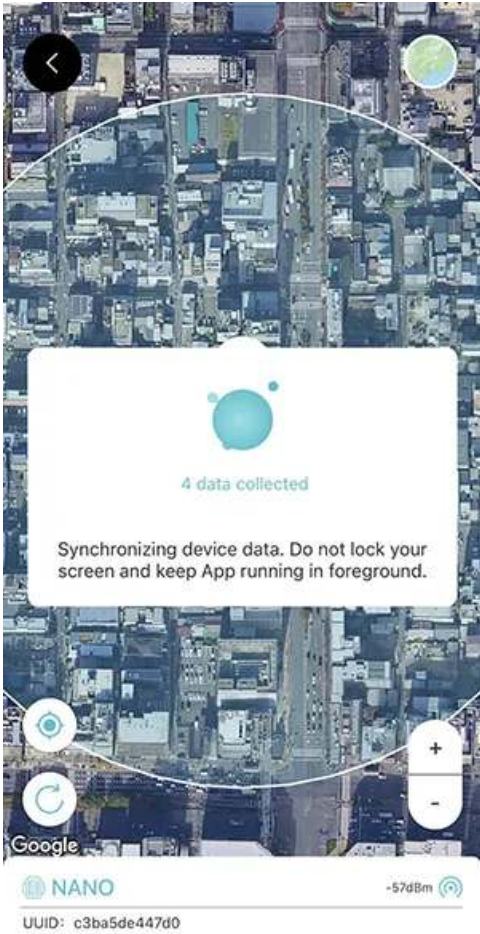 4 data collected
Synchronizing device data. Do not lock your
screen and keep App running in foreground.
+
-
Google
NANO
-57dBm
UUID: c3ba5de447d0